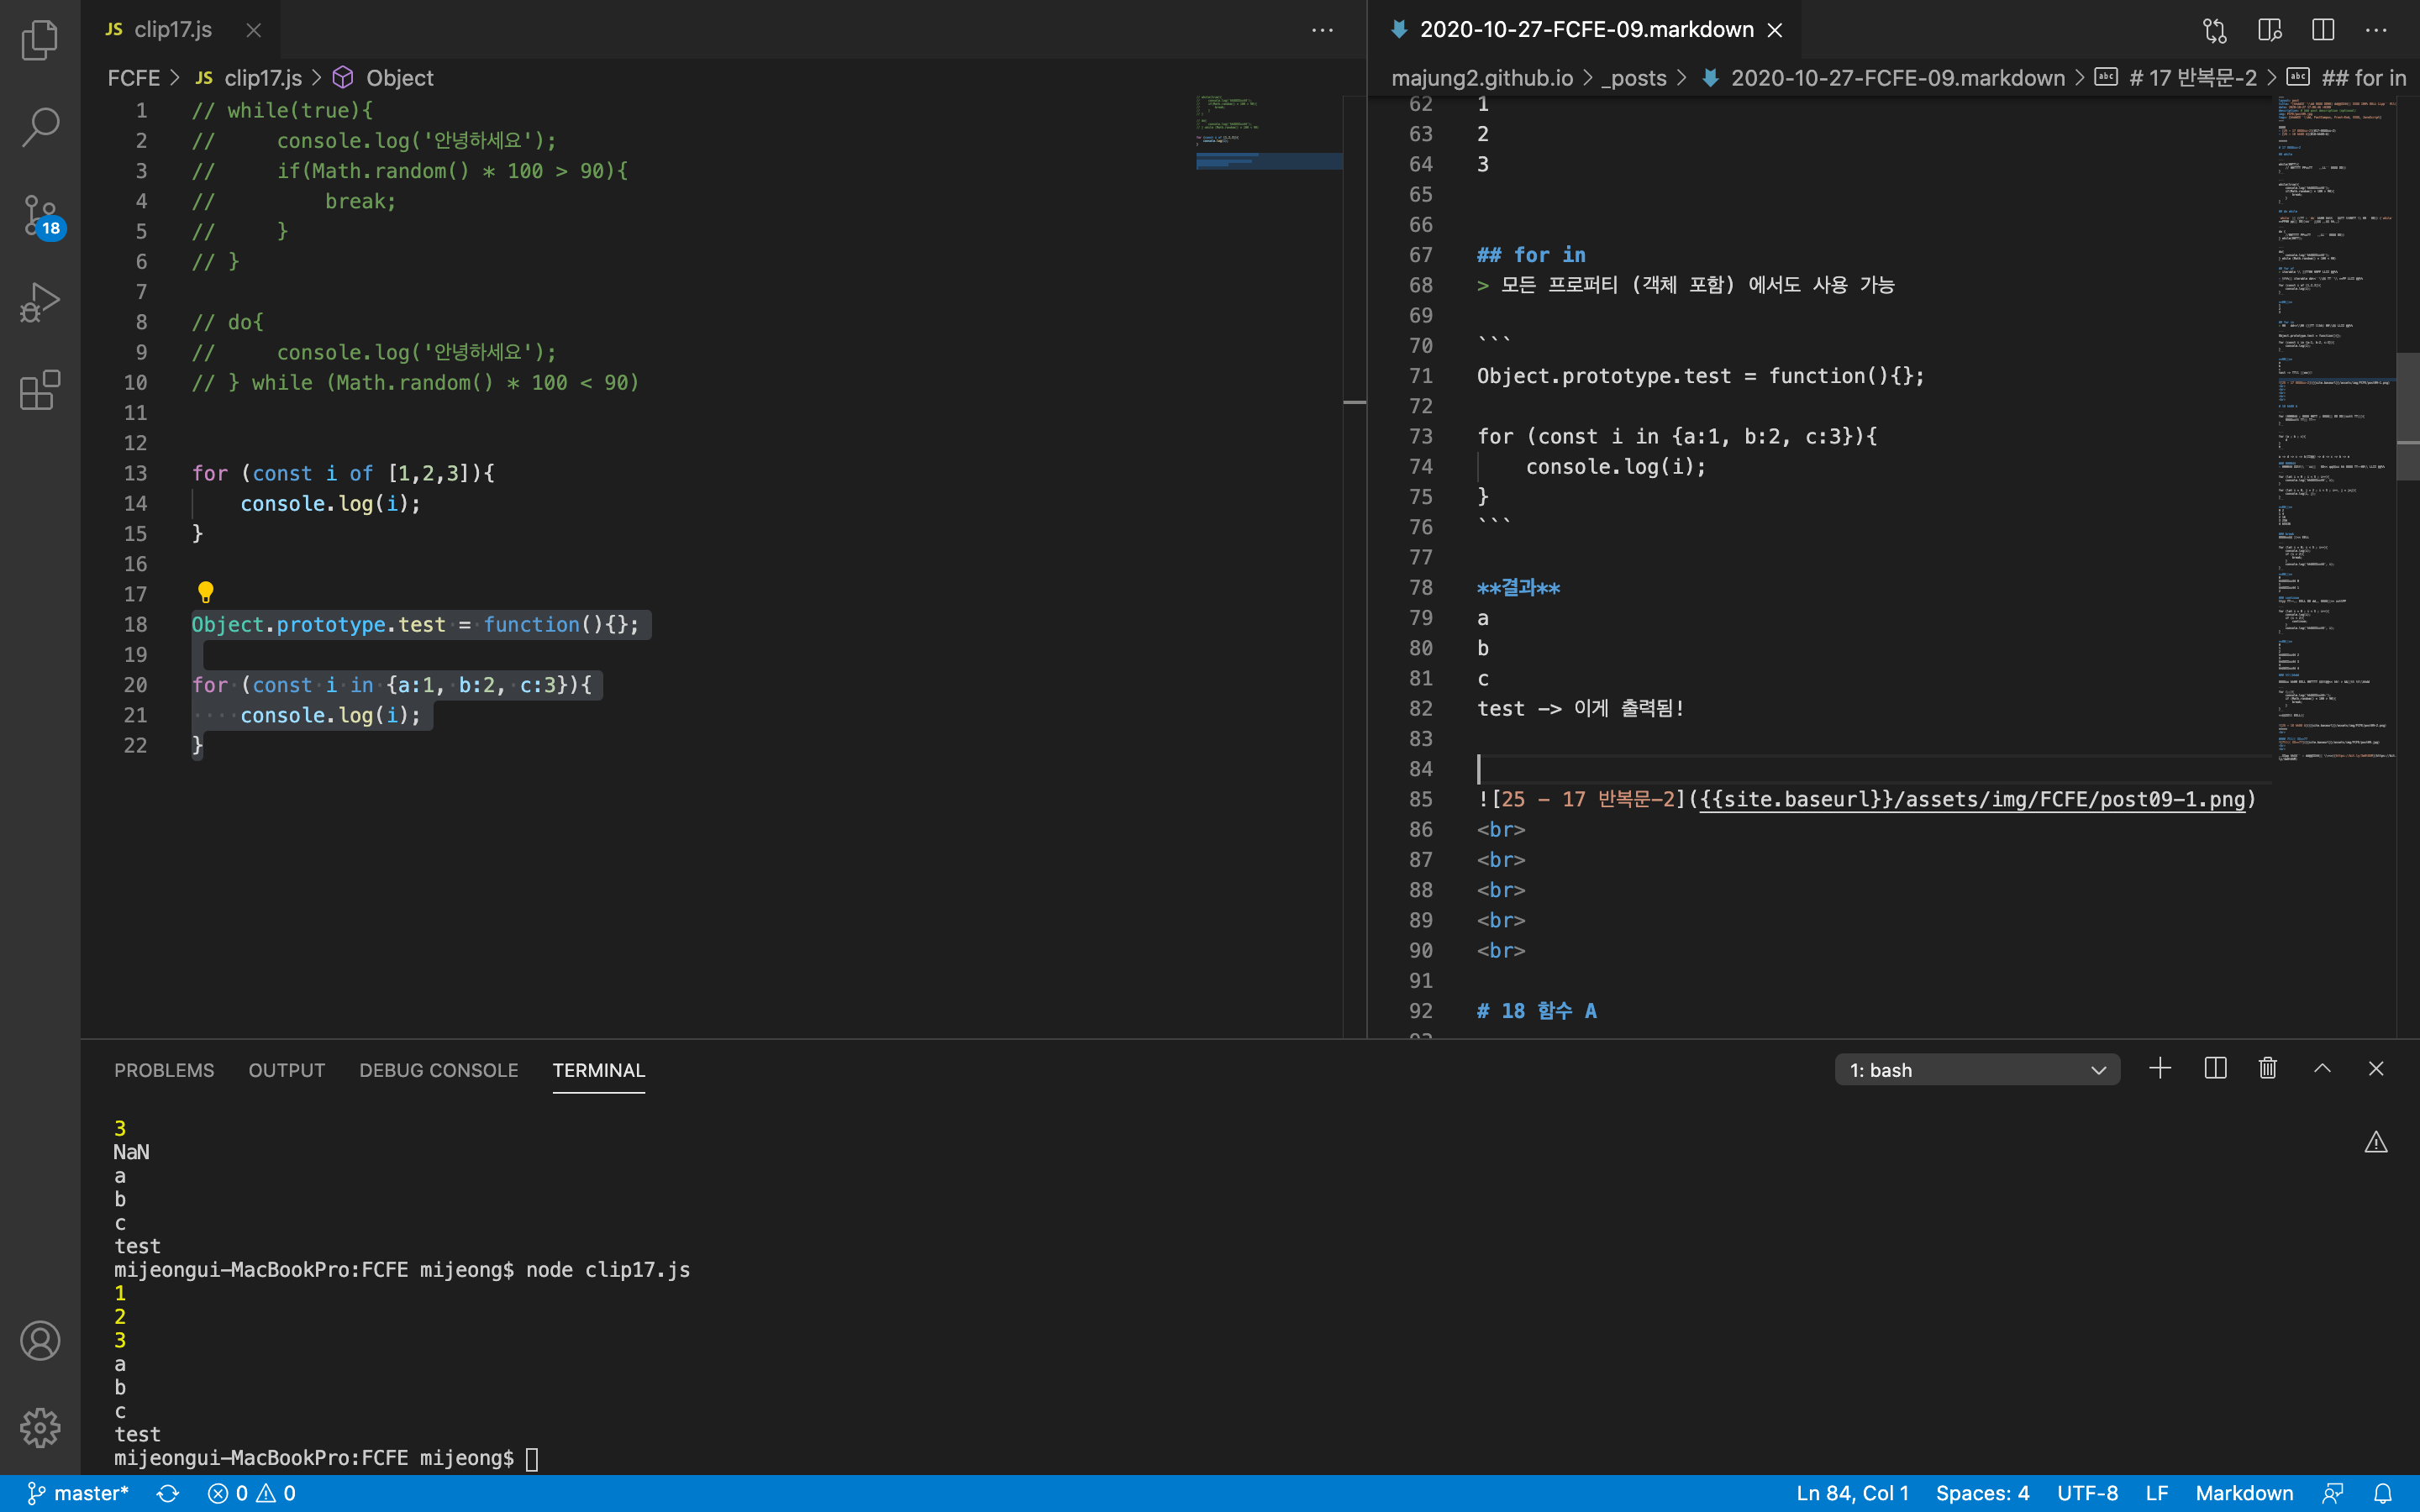 JS clip17.js
FCFE > JS clip17.js > Object
1 // while(true){
2 //     console.log('안녕하세요');
3 //     if(Math.random() * 100 > 90){
4 //         break;
5 //     }
6 // }
7
8 // do{
9 //     console.log('안녕하세요');
10 // } while (Math.random() * 100 < 90)
11
12
13 for (const i of [1,2,3]){
14     console.log(i);
15 }
16
17
18 Object.prototype.test = function(){};
19
20 for (const i in {a:1, b:2, c:3}){
21 ····console.log(i);
22 }
2020-10-27-FCFE-09.markdown
majung2.github.io > _posts > 2020-10-27-FCFE-09.markdown > abc # 17 반복문-2 > abc ## for in
62 1
63 2
64 3
65
66
67 ## for in
68 > 모든 프로퍼티 (객체 포함) 에서도 사용 가능
69
70 ```
71 Object.prototype.test = function(){};
72
73 for (const i in {a:1, b:2, c:3}){
74     console.log(i);
75 }
76 ```
77
78 **결과**
79 a
80 b
81 c
82 test -> 이게 출력됨!
83
84
85 ![25 - 17 반복문-2]({{site.baseurl}}/assets/img/FCFE/post09-1.png)
86 <br>
87 <br>
88 <br>
89 <br>
90 <br>
91
92 # 18 함수 A
18
PROBLEMS OUTPUT DEBUG CONSOLE TERMINAL 1: bash
3
NaN
a
b
c
test
mijeongui-MacBookPro:FCFE mijeong$ node clip17.js
1
2
3
a
b
c
test
mijeongui-MacBookPro:FCFE mijeong$
master* 0 0 Ln 84, Col 1 Spaces: 4 UTF-8 LF Markdown